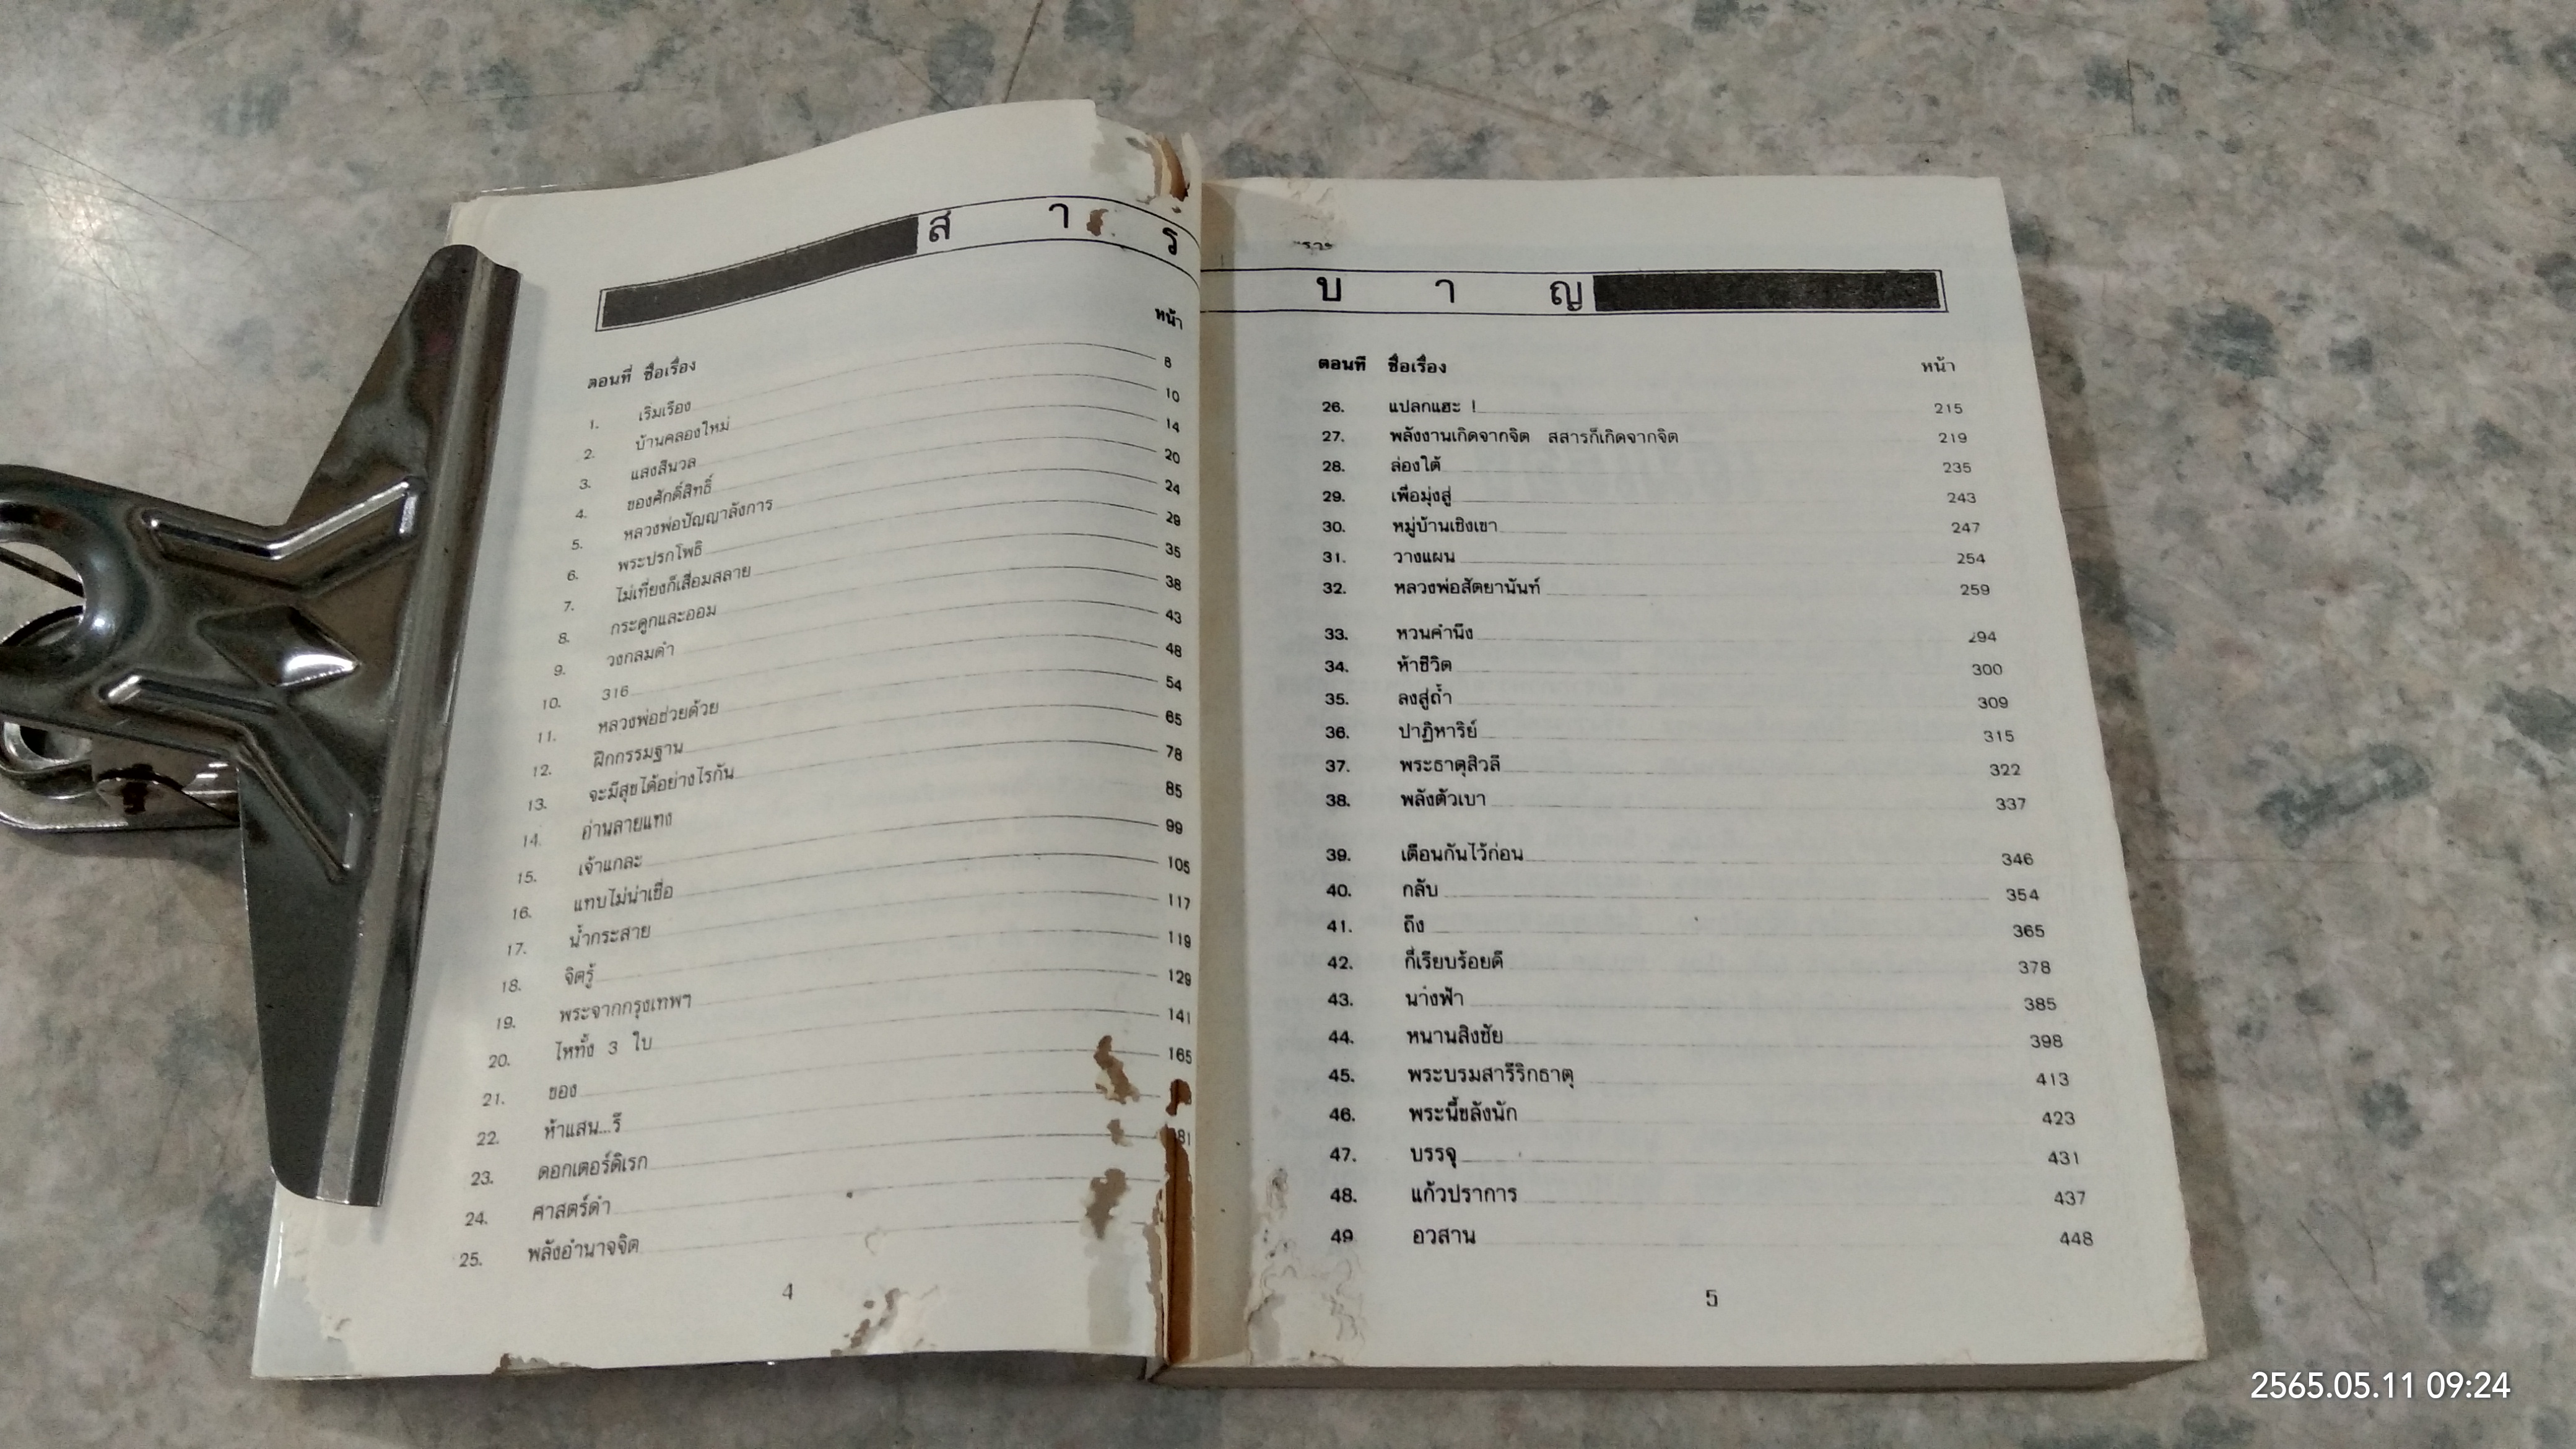 ส า ร
หน้า
ตอนที่ ชื่อเรื่อง
1. เริ่มเรื่อง 8
2. บ้านคลองใหม่ 10
3. แสงสีนวล 14
4. ของศักดิ์สิทธิ์ 20
5. หลวงพ่อปัญญาลังการ 24
6. พระปรกโพธิ 29
7. ไม่เที่ยงก็เสื่อมสลาย 35
8. กระดูกและออม 38
9. วงกลมดำ 43
10. 316 48
11. หลวงพ่อช่วยด้วย 54
12. ฝึกกรรมฐาน 65
13. จะมีสุขได้อย่างไรกัน 78
14. อ่านลายแทง 85
15. เจ้าแกละ 99
16. แทบไม่น่าเชื่อ 105
17. น้ำกระสาย 117
18. จิตรู้ 119
19. พระจากกรุงเทพฯ 129
20. ไหทั้ง 3 ใบ 141
21. ของ 165
22. ห้าแสน...รึ
23. ดอกเตอร์ดิเรก 81
24. ศาสตร์ดำ
25. พลังอำนาจจิต
4
บ า ญ
ตอนที่ ชื่อเรื่อง หน้า
26. แปลกแฮะ ! 215
27. พลังงานเกิดจากจิต สสารก็เกิดจากจิต 219
28. ล่องใต้ 235
29. เพื่อมุ่งสู่ 243
30. หมู่บ้านเชิงเขา 247
31. วางแผน 254
32. หลวงพ่อสัตยานันท์ 259
33. หวนคำนึง 294
34. ห้าชีวิต 300
35. ลงสู่ถ้ำ 309
36. ปาฏิหาริย์ 315
37. พระธาตุสิวลี 322
38. พลังตัวเบา 337
39. เตือนกันไว้ก่อน 346
40. กลับ 354
41. ถึง 365
42. ก็เรียบร้อยดี 378
43. นางฟ้า 385
44. หนานสิงชัย 398
45. พระบรมสารีริกธาตุ 413
46. พระนี้ขลังนัก 423
47. บรรจุ 431
48. แก้วปราการ 437
49 อวสาน 448
5
2565.05.11 09:24